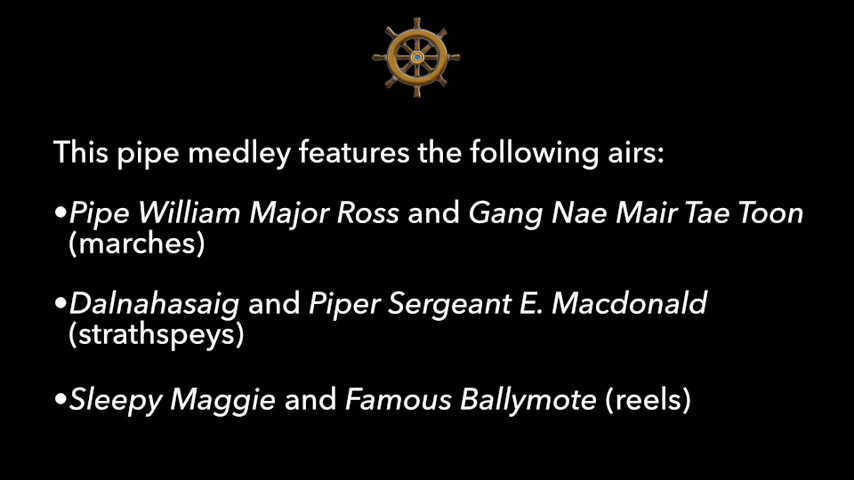 This pipe medley features the following airs:
•Pipe William Major Ross and Gang Nae Mair Tae Toon
(marches)
•Dalnahasaig and Piper Sergeant E. Macdonald
(strathspeys)
•Sleepy Maggie and Famous Ballymote (reels)